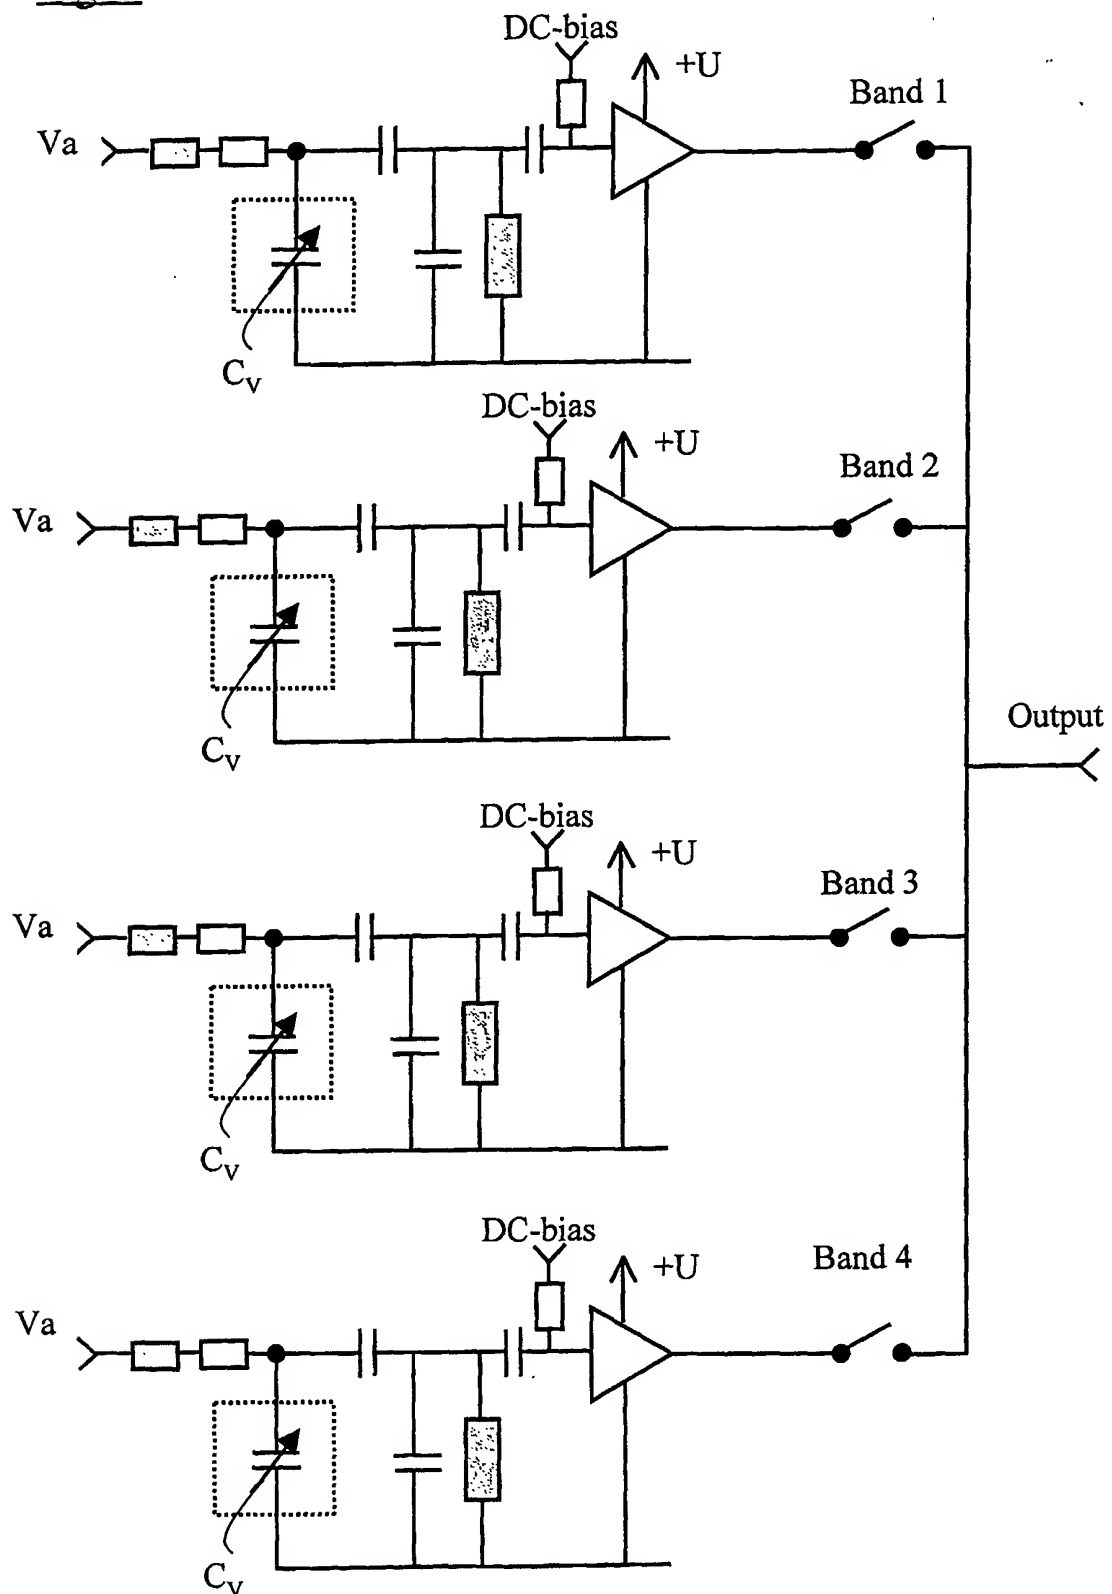 DC-bias
+U
Band 1
Va
Cv
DC-bias
+U
Band 2
Va
Cv
Output
DC-bias
+U
Band 3
Va
Cv
DC-bias
+U
Band 4
Va
Cv